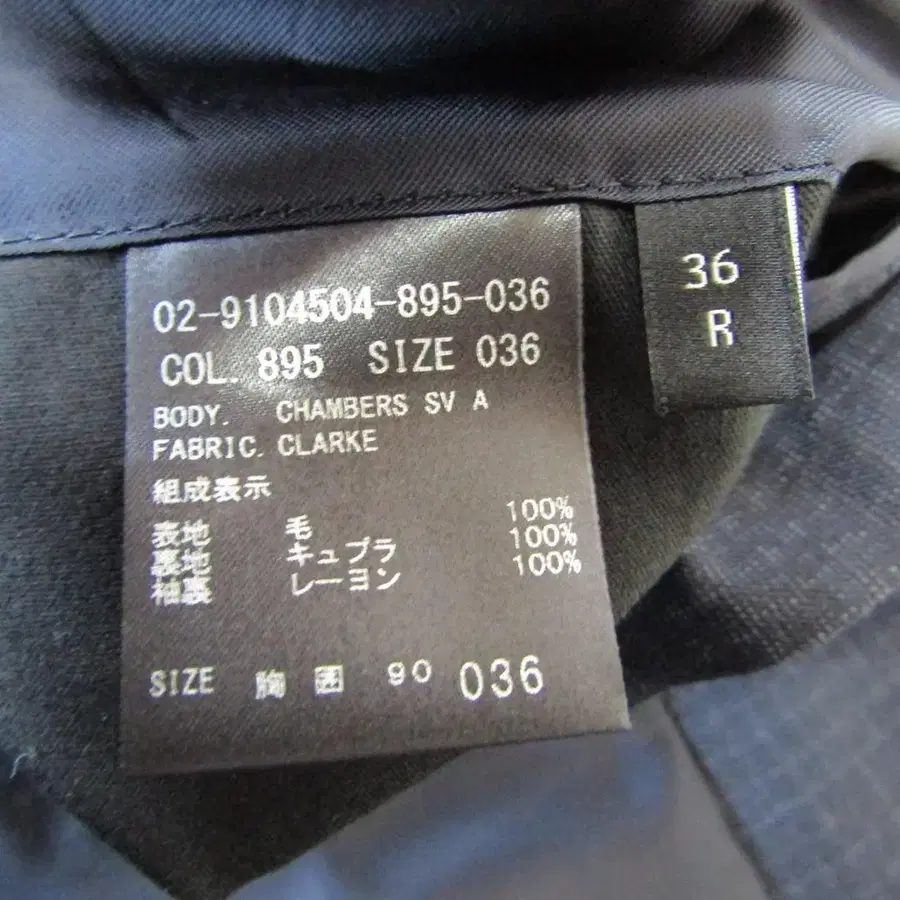 02-9104504-895-036
COL. 895 SIZE 036
BODY. CHAMBERS SV A
FABRIC. CLARKE
組成表示
表地 毛 100%
裏地 キュプラ 100%
袖裏 レーヨン 100%
SIZE 胸囲 90 036
36
R